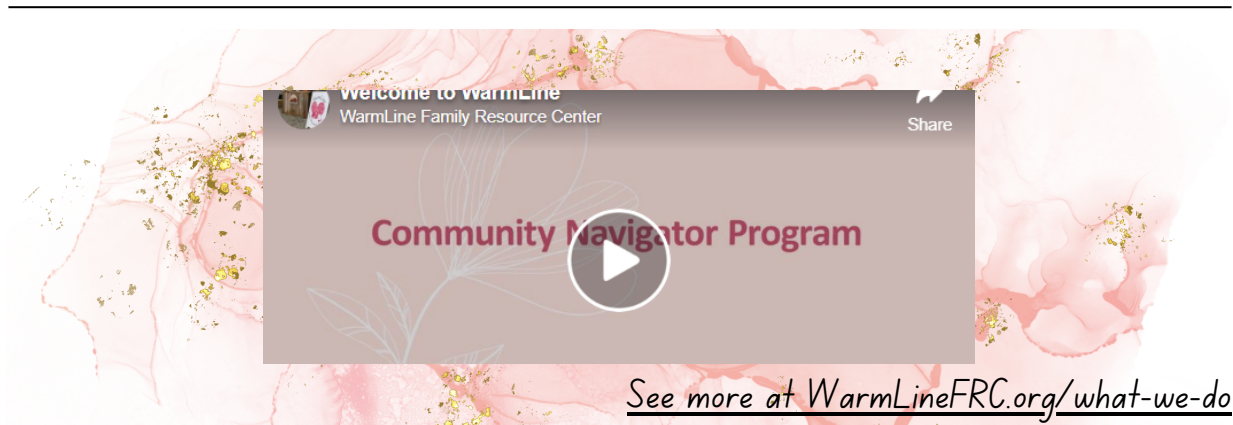 Welcome to WarmLine
WarmLine Family Resource Center
Share
Community Navigator Program
See more at WarmLineFRC.org/what-we-do